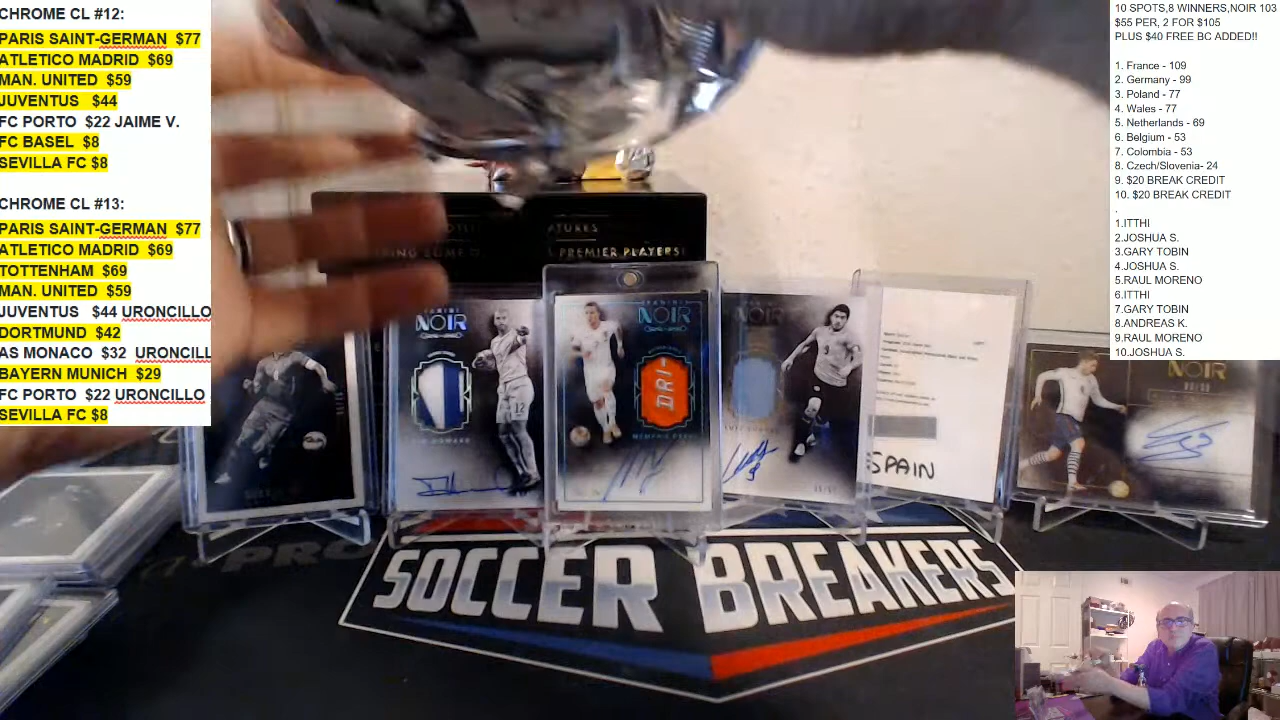 CHROME CL #12:
PARIS SAINT-GERMAN $77
ATLETICO MADRID $69
MAN. UNITED $59
JUVENTUS $44
FC PORTO $22 JAIME V.
FC BASEL $8
SEVILLA FC $8
CHROME CL #13:
PARIS SAINT-GERMAN $77
ATLETICO MADRID $69
TOTTENHAM $69
MAN. UNITED $59
JUVENTUS $44 URONCILLO
DORTMUND $42
AS MONACO $32 URONCILL
BAYERN MUNICH $29
FC PORTO $22 URONCILLO
SEVILLA FC $8
10 SPOTS,8 WINNERS,NOIR 103
$55 PER, 2 FOR $105
PLUS $40 FREE BC ADDED!!
1. France - 109
2. Germany - 99
3. Poland - 77
4. Wales - 77
5. Netherlands - 69
6. Belgium - 53
7. Colombia - 53
8. Czech/Slovenia- 24
9. $20 BREAK CREDIT
10. $20 BREAK CREDIT
.
1.ITTHI
2.JOSHUA S.
3.GARY TOBIN
4.JOSHUA S.
5.RAUL MORENO
6.ITTHI
7.GARY TOBIN
8.ANDREAS K.
9.RAUL MORENO
10.JOSHUA S.
PREMIER PLAYERS!
PANINI
NOIR
PANINI
NOIR
DRI-
NOIR
NOIR
SPAIN
12
9
PRO
SOCCER BREAKERS